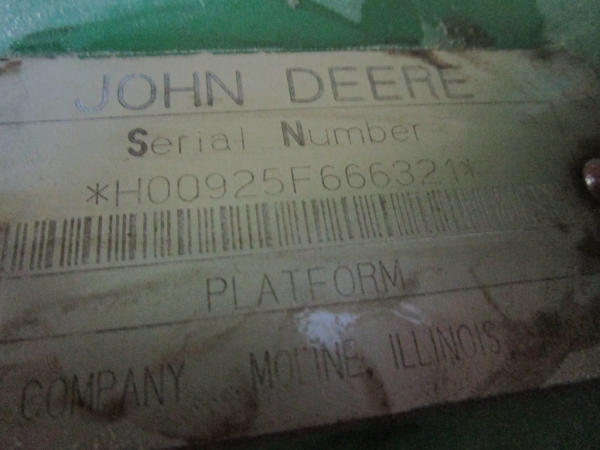 JOHN DEERE
Serial Number
*H00925F666321*
PLATFORM
COMPANY MOLINE, ILLINOIS